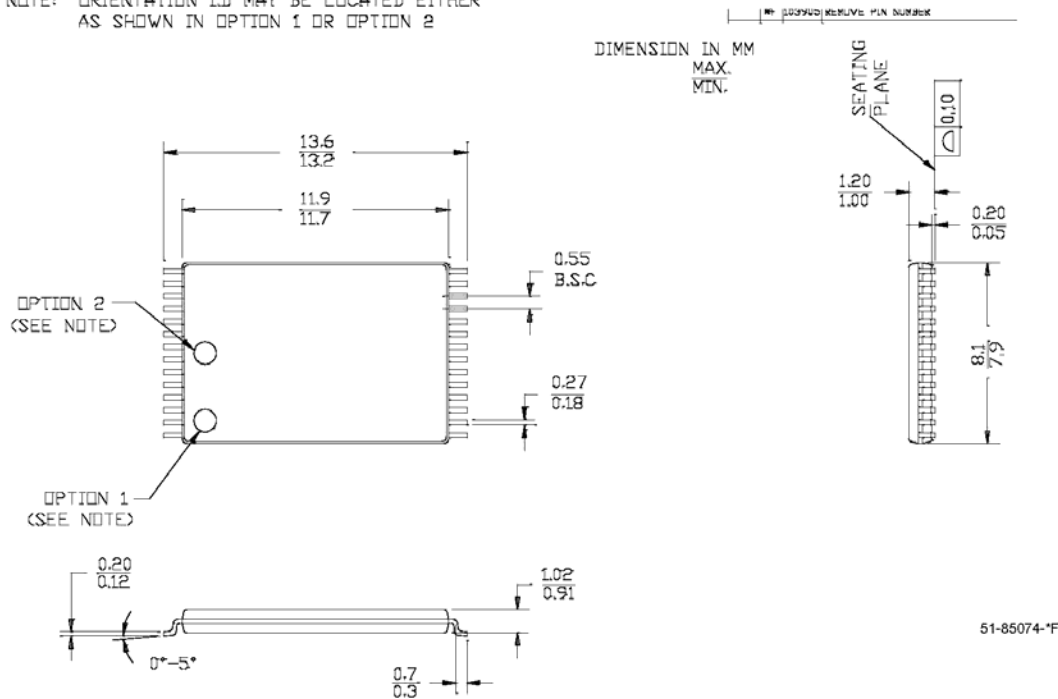 NOTE: ORIENTATION I.D MAY BE LOCATED EITHER
AS SHOWN IN OPTION 1 OR OPTION 2
REMOVE PIN NUMBER
DIMENSION IN MM
MAX.
MIN.
SEATING
PLANE
0.10
13.6
13.2
11.9
11.7
1.20
1.00
0.20
0.05
0.55
B.S.C
OPTION 2
(SEE NOTE)
8.1
7.9
0.27
0.18
OPTION 1
(SEE NOTE)
0.20
0.12
1.02
0.91
0°-5°
0.7
0.3
51-85074-*F